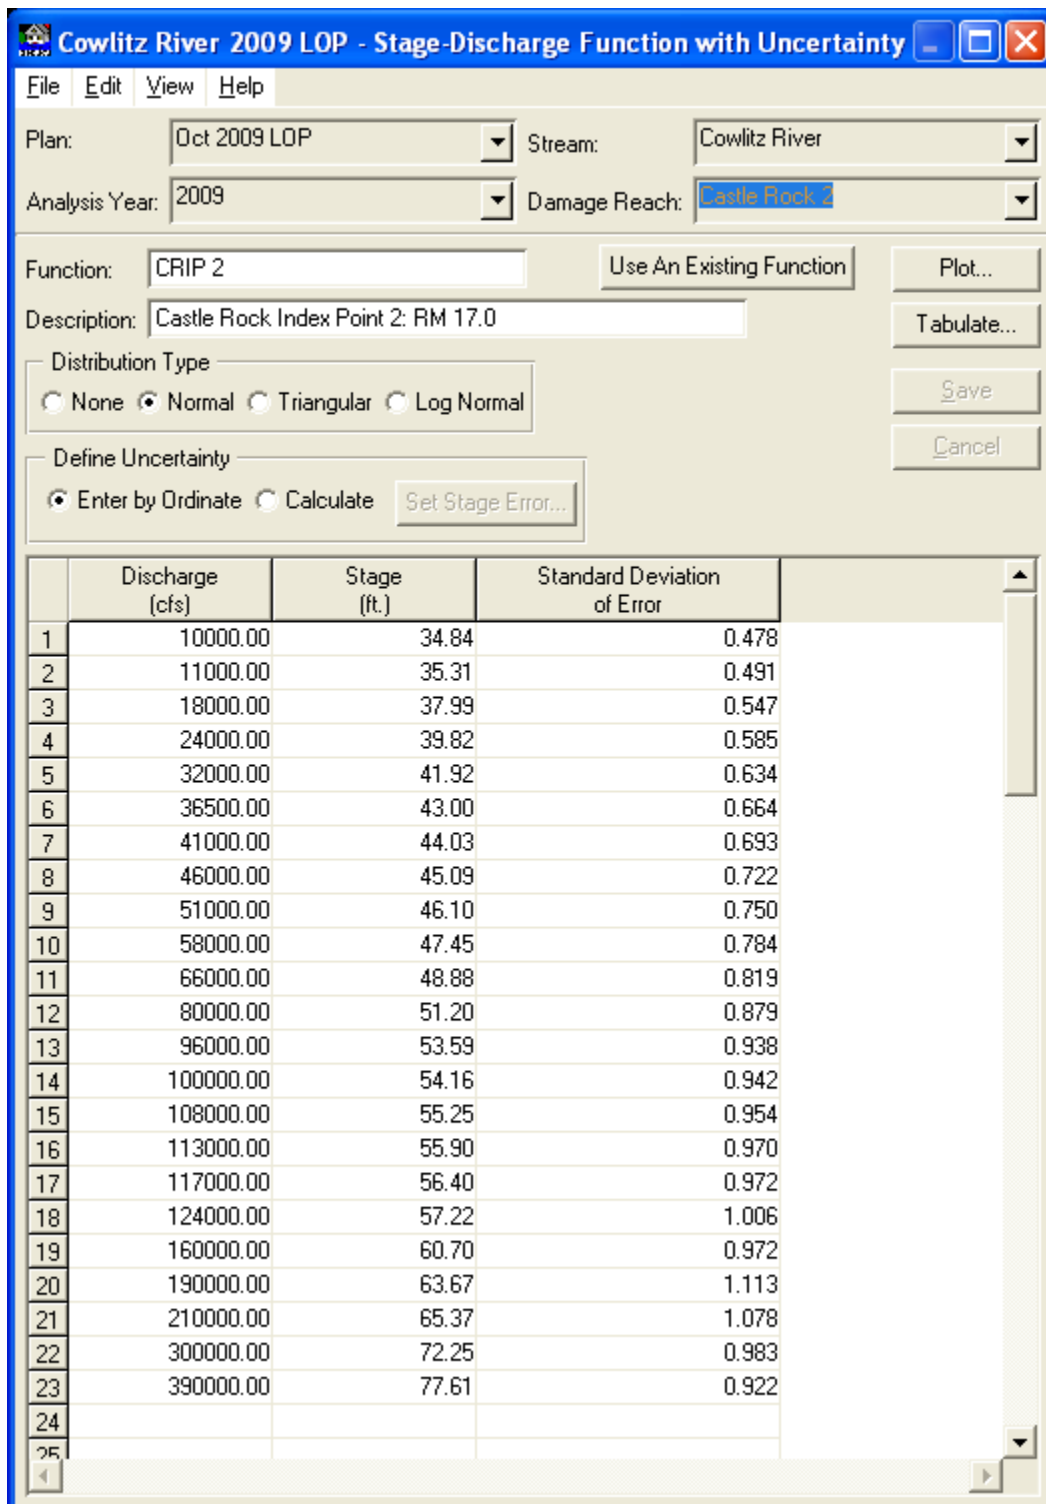 Cowlitz River 2009 LOP - Stage-Discharge Function with Uncertainty
File Edit View Help
Plan: Oct 2009 LOP Stream: Cowlitz River
Analysis Year: 2009 Damage Reach: Castle Rock 2
Function: CRIP 2 Use An Existing Function Plot...
Description: Castle Rock Index Point 2: RM 17.0 Tabulate...
Distribution Type
None Normal Triangular Log Normal Save
Cancel
Define Uncertainty
Enter by Ordinate Calculate Set Stage Error...
Discharge Stage Standard Deviation
(cfs) (ft.) of Error
1 10000.00 34.84 0.478
2 11000.00 35.31 0.491
3 18000.00 37.99 0.547
4 24000.00 39.82 0.585
5 32000.00 41.92 0.634
6 36500.00 43.00 0.664
7 41000.00 44.03 0.693
8 46000.00 45.09 0.722
9 51000.00 46.10 0.750
10 58000.00 47.45 0.784
11 66000.00 48.88 0.819
12 80000.00 51.20 0.879
13 96000.00 53.59 0.938
14 100000.00 54.16 0.942
15 108000.00 55.25 0.954
16 113000.00 55.90 0.970
17 117000.00 56.40 0.972
18 124000.00 57.22 1.006
19 160000.00 60.70 0.972
20 190000.00 63.67 1.113
21 210000.00 65.37 1.078
22 300000.00 72.25 0.983
23 390000.00 77.61 0.922
24
25